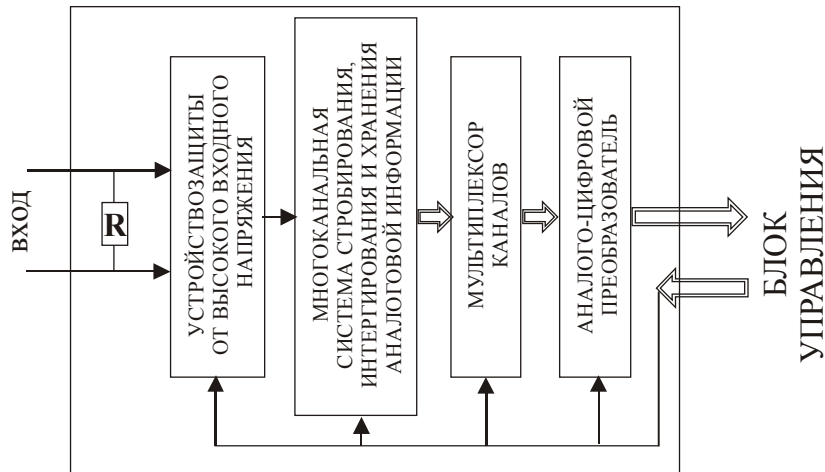 ВХОД
R
УСТРОЙСТВОЗАЩИТЫ
ОТ ВЫСОКОГО ВХОДНОГО
НАПРЯЖЕНИЯ
МНОГОКАНАЛЬНАЯ
СИСТЕМА СТРОБИРОВАНИЯ,
ИНТЕРГИРОВАНИЯ И ХРАНЕНИЯ
АНАЛОГОВОЙ ИНФОРМАЦИИ
МУЛЬТИПЛЕКСОР
КАНАЛОВ
АНАЛОГО-ЦИФРОВОЙ
ПРЕОБРАЗОВАТЕЛЬ
БЛОК
УПРАВЛЕНИЯ